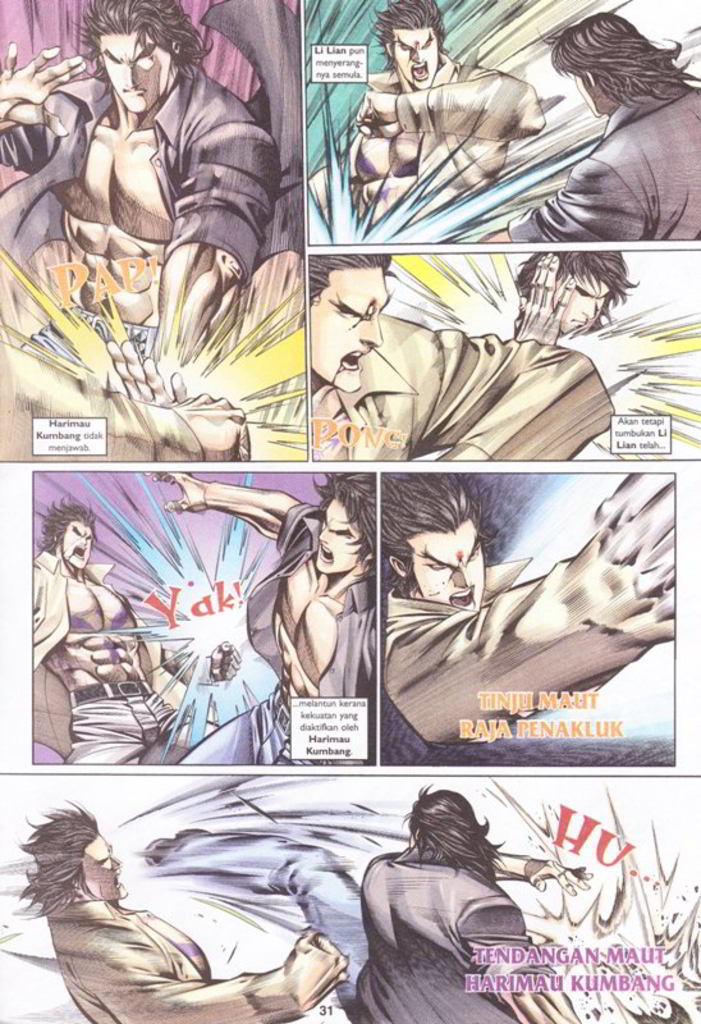 PAP!
Harimau
Kumbang tidak
menjawab.
Li Lian pun
menyerang-
nya semula.
PONG!
Akan tetapi
tumbukan Li
Lian telah...
Yak!
...melantun kerana
kekuatan yang
diaktifkan oleh
Harimau
Kumbang.
TINJU MAUT
RAJA PENAKLUK
HU...
TENDANGAN MAUT
HARIMAU KUMBANG
31